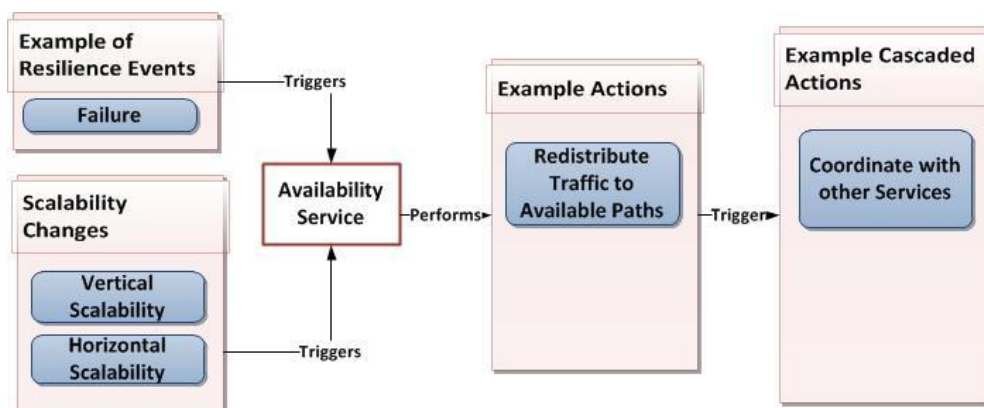 Example of
Resilience Events
Failure
Triggers
Scalability
Changes
Vertical
Scalability
Horizontal
Scalability
Triggers
Availability
Service
Performs
Example Actions
Redistribute
Traffic to
Available Paths
Trigger
Example Cascaded
Actions
Coordinate with
other Services